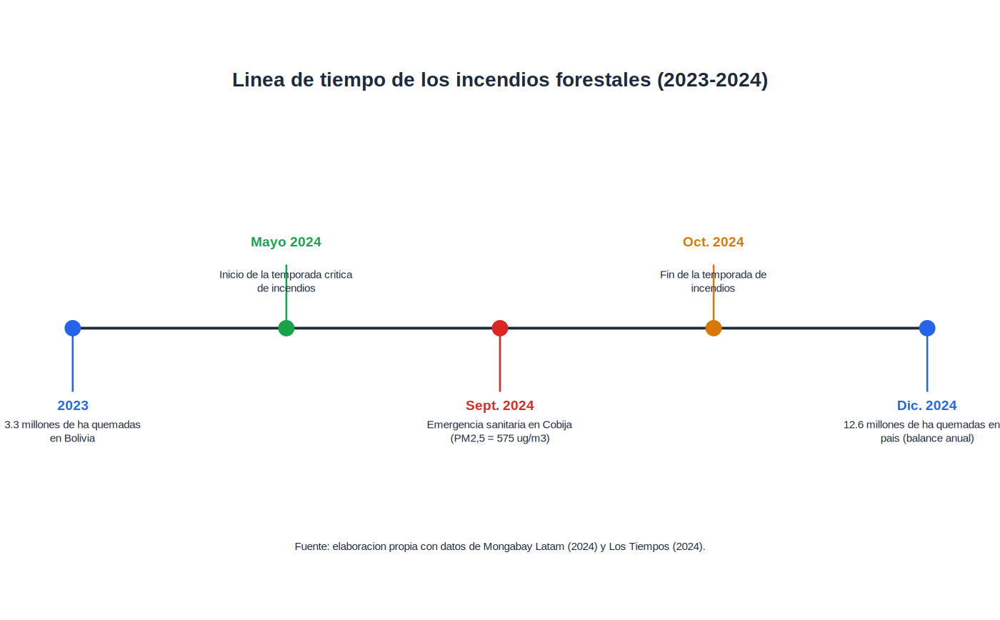 Linea de tiempo de los incendios forestales (2023-2024)
Mayo 2024
Inicio de la temporada critica
de incendios
Oct. 2024
Fin de la temporada de
incendios
2023
3.3 millones de ha quemadas
en Bolivia
Sept. 2024
Emergencia sanitaria en Cobija
(PM2,5 = 575 ug/m3)
Dic. 2024
12.6 millones de ha quemadas en
pais (balance anual)
Fuente: elaboracion propia con datos de Mongabay Latam (2024) y Los Tiempos (2024).